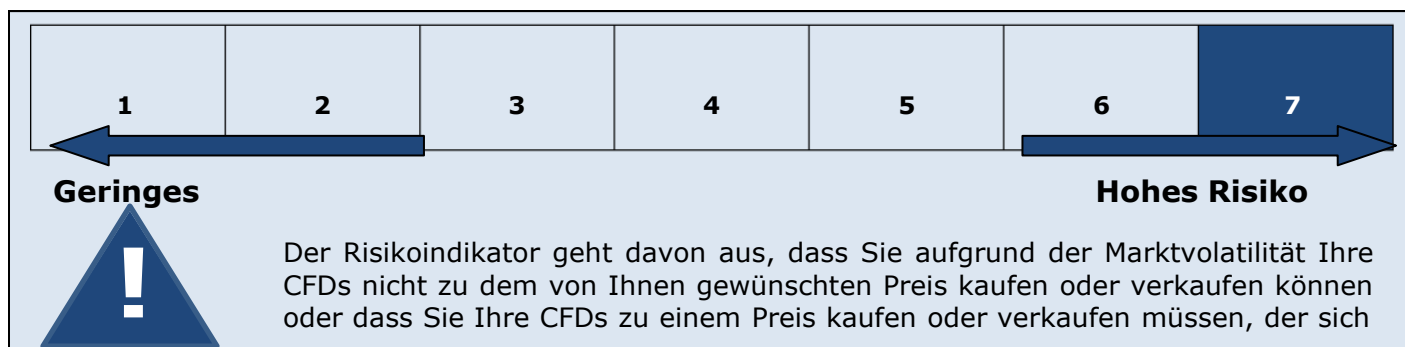 1 2 3 4 5 6 7
Geringes Hohes Risiko
!
Der Risikoindikator geht davon aus, dass Sie aufgrund der Marktvolatilität Ihre
CFDs nicht zu dem von Ihnen gewünschten Preis kaufen oder verkaufen können
oder dass Sie Ihre CFDs zu einem Preis kaufen oder verkaufen müssen, der sich